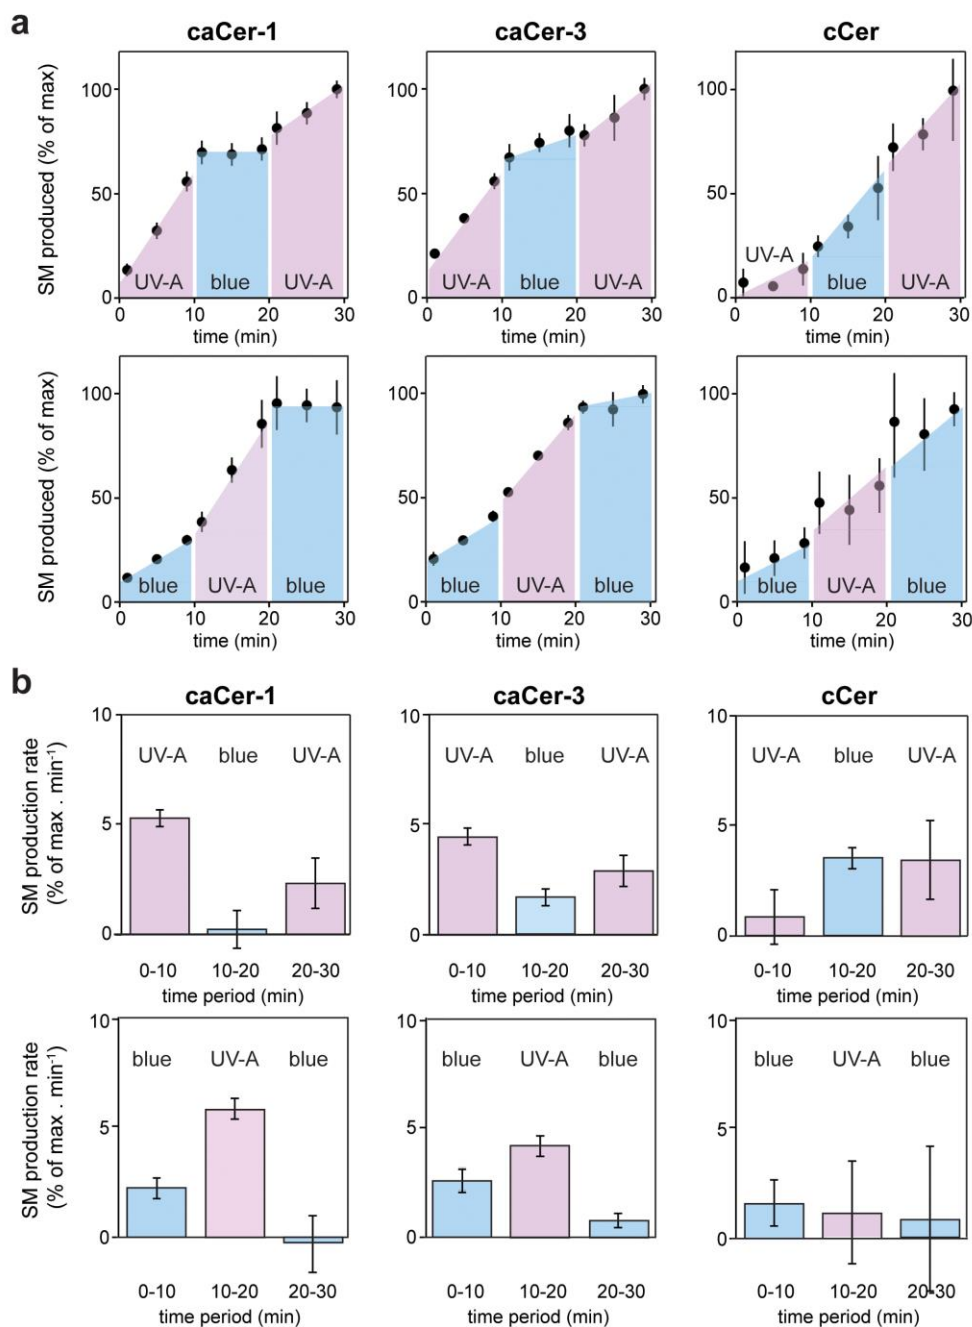 a
caCer-1 caCer-3 cCer
SM produced (% of max)
100 100 100
50 50 50
0 0 0
UV-A blue UV-A UV-A blue UV-A UV-A blue UV-A
0 10 20 30 0 10 20 30 0 10 20 30
time (min) time (min) time (min)
SM produced (% of max)
100 100 100
50 50 50
0 0 0
blue UV-A blue blue UV-A blue blue UV-A blue
0 10 20 30 0 10 20 30 0 10 20 30
time (min) time (min) time (min)
b
caCer-1 caCer-3 cCer
SM production rate
(% of max . min⁻¹)
10 10 10
UV-A blue UV-A UV-A blue UV-A UV-A blue UV-A
5 5 5
0 0 0
0-10 10-20 20-30 0-10 10-20 20-30 0-10 10-20 20-30
time period (min) time period (min) time period (min)
SM production rate
(% of max . min⁻¹)
10 10 10
blue UV-A blue blue UV-A blue blue UV-A blue
5 5 5
0 0 0
0-10 10-20 20-30 0-10 10-20 20-30 0-10 10-20 20-30
time period (min) time period (min) time period (min)